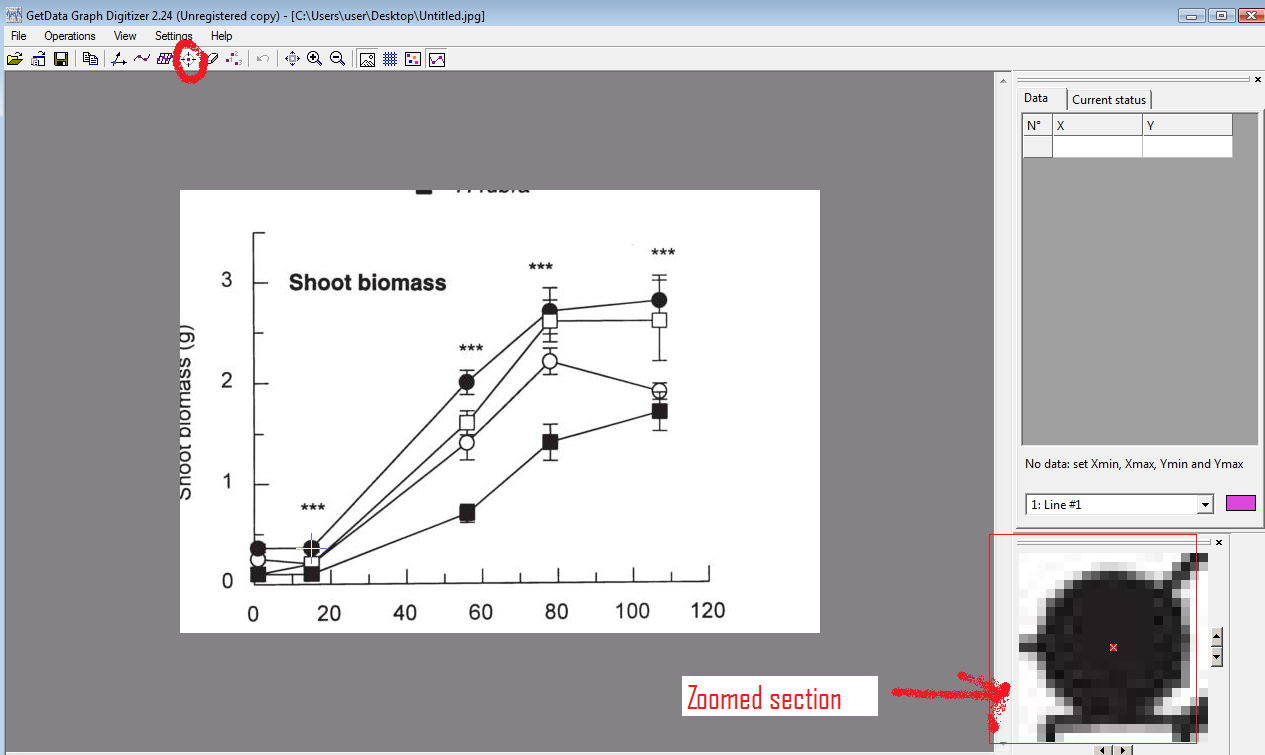 GetData Graph Digitizer 2.24 (Unregistered copy) - [C:\Users\user\Desktop\Untitled.jpg]
File Operations View Settings Help
Data Current status
N° X Y
***
***
3
Shoot biomass
Shoot biomass (g)
***
2
1
***
0
0 20 40 60 80 100 120
No data: set Xmin, Xmax, Ymin and Ymax
1: Line #1
Zoomed section